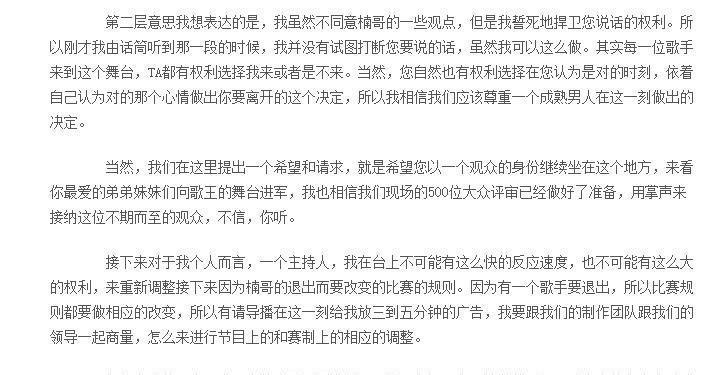 第二层意思我想表达的是，我虽然不同意楠哥的一些观点，但是我誓死地捍卫您说话的权利。所
以刚才我由话筒听到那一段的时候，我并没有试图打断您要说的话，虽然我可以这么做。其实每一位歌手
来到这个舞台，TA都有权利选择我来或者是不来。当然，您自然也有权利选择在您认为是对的时刻，依着
自己认为对的那个心情做出你要离开的这个决定，所以我相信我们应该尊重一个成熟男人在这一刻做出的
决定。
当然，我们在这里提出一个希望和请求，就是希望您以一个观众的身份继续坐在这个地方，来看
你最爱的弟弟妹妹们向歌王的舞台进军，我也相信我们现场的500位大众评审已经做好了准备，用掌声来
接纳这位不期而至的观众，不信，你听。
接下来对于我个人而言，一个主持人，我在台上不可能有这么快的反应速度，也不可能有这么大
的权利，来重新调整接下来因为楠哥的退出而要改变的比赛的规则。因为有一个歌手要退出，所以比赛规
则都要做相应的改变，所以有请导播在这一刻给我放三到五分钟的广告，我要跟我们的制作团队跟我们的
领导一起商量，怎么来进行节目上的和赛制上的相应的调整。